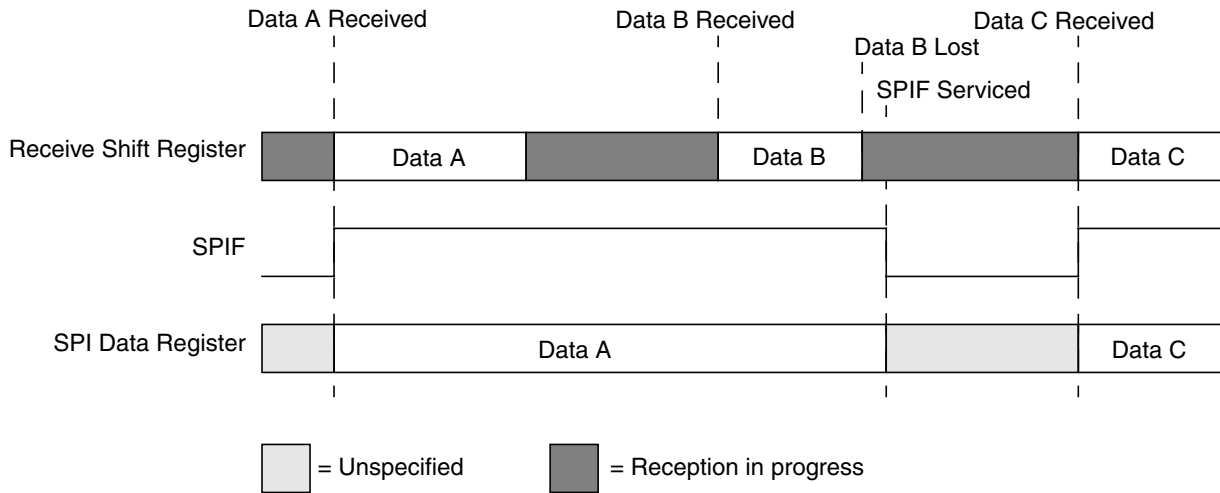 Data A Received
Data B Received
Data C Received
Data B Lost
SPIF Serviced
Receive Shift Register
Data A
Data B
Data C
SPIF
SPI Data Register
Data A
Data C
= Unspecified
= Reception in progress